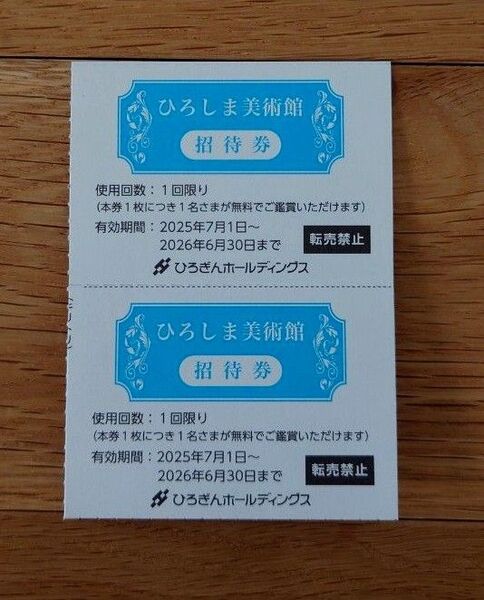 ひろしま美術館
招待券
使用回数：1回限り
（本券1枚につき1名さまが無料でご鑑賞いただけます）
有効期間：2025年7月1日～
2026年6月30日まで
転売禁止
ひろぎんホールディングス
ひろしま美術館
招待券
使用回数：1回限り
（本券1枚につき1名さまが無料でご鑑賞いただけます）
有効期間：2025年7月1日～
2026年6月30日まで
転売禁止
ひろぎんホールディングス